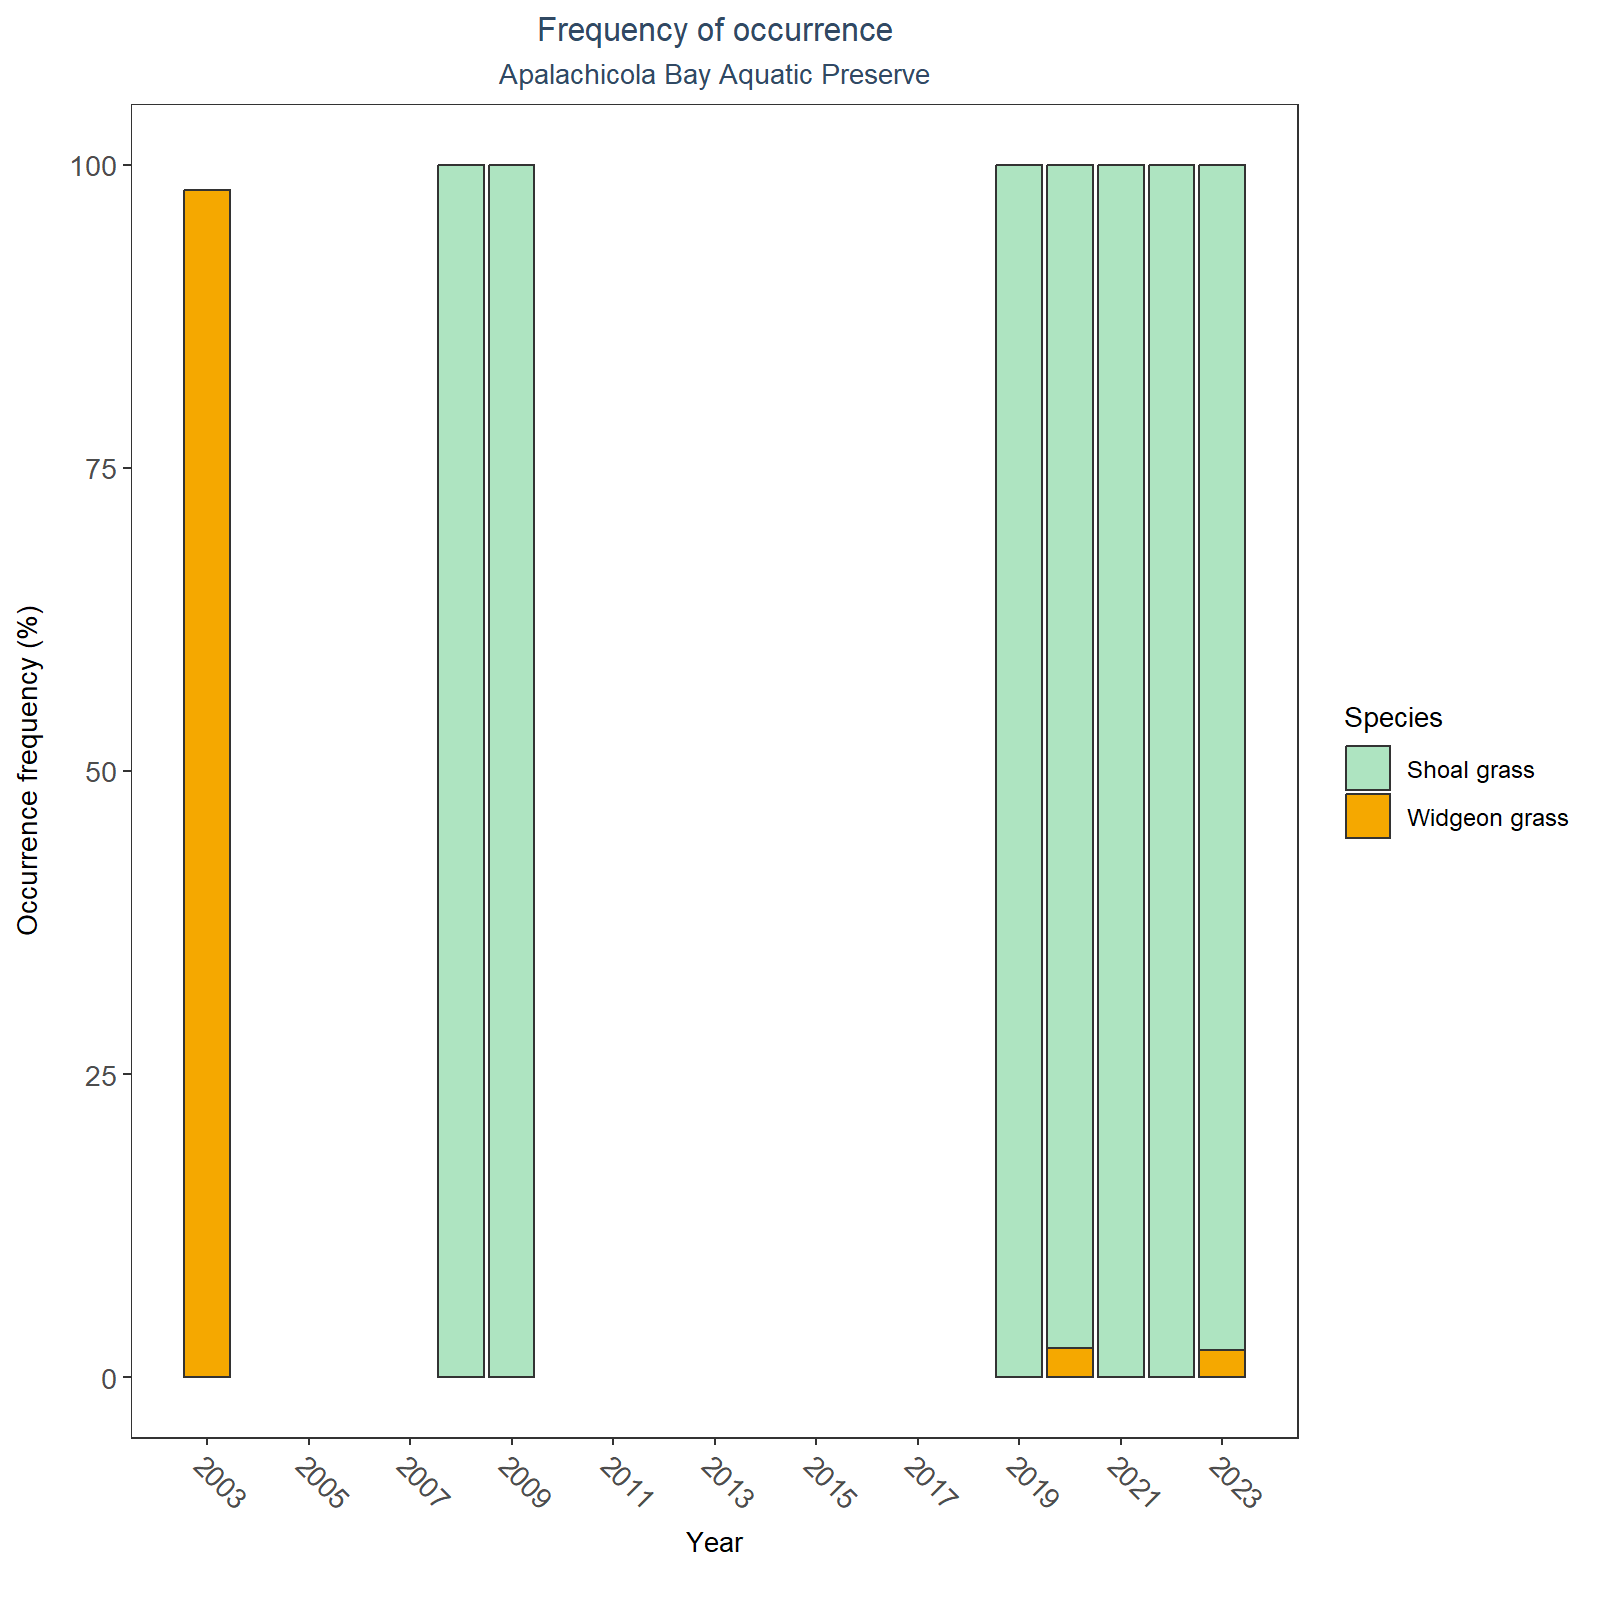 Frequency of occurrence
Apalachicola Bay Aquatic Preserve
Occurrence frequency (%)
100
75
50
25
0
2003 2005 2007 2009 2011 2013 2015 2017 2019 2021 2023
Year
Species
Shoal grass
Widgeon grass